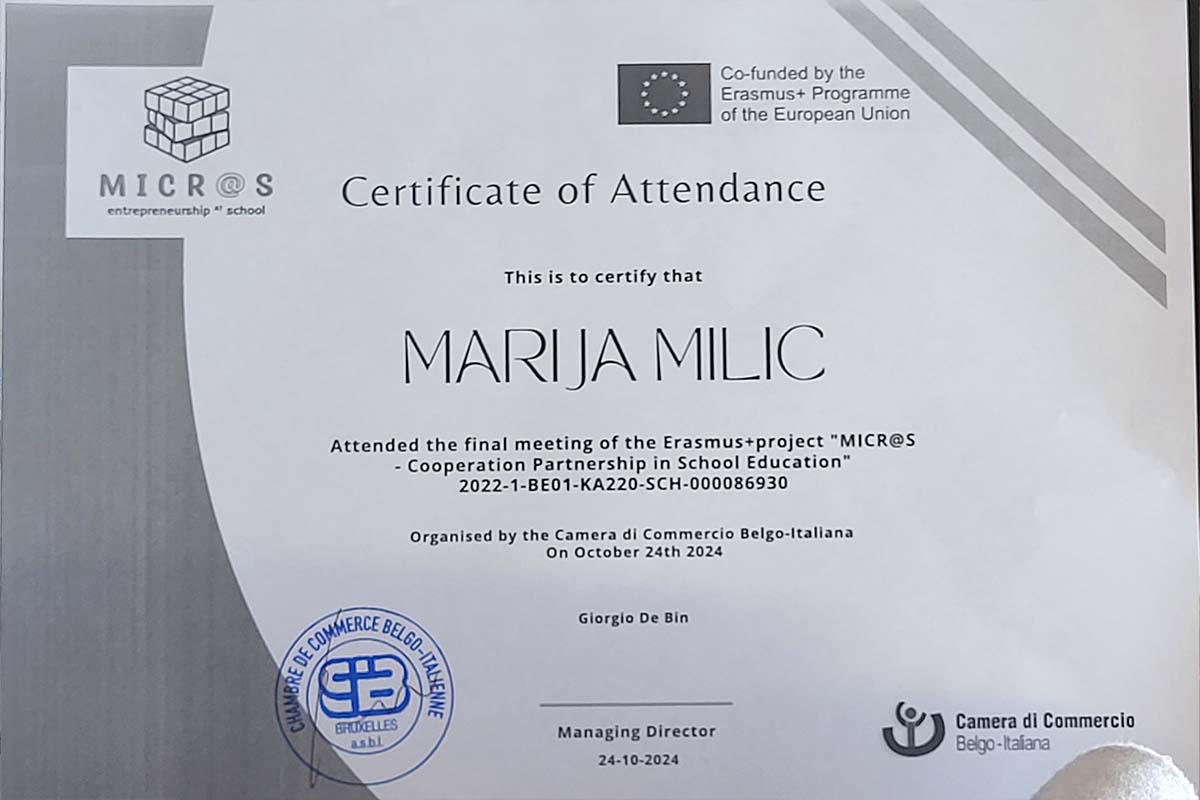 MICR@S
entrepreneurship AT school
Co-funded by the
Erasmus+ Programme
of the European Union
Certificate of Attendance
This is to certify that
MARIJA MILIC
Attended the final meeting of the Erasmus+project "MICR@S
- Cooperation Partnership in School Education"
2022-1-BE01-KA220-SCH-000086930
Organised by the Camera di Commercio Belgo-Italiana
On October 24th 2024
Giorgio De Bin
CHAMBRE DE COMMERCE BELGO-ITALIENNE
BRUXELLES
a.s.b.l.
Managing Director
24-10-2024
Camera di Commercio
Belgo-Italiana